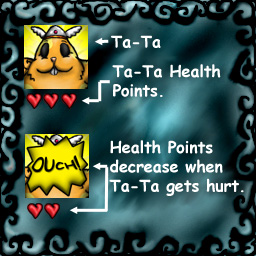 Ta-Ta
Ta-Ta Health
Points.
OUCH!
Health Points
decrease when
Ta-Ta gets hurt.